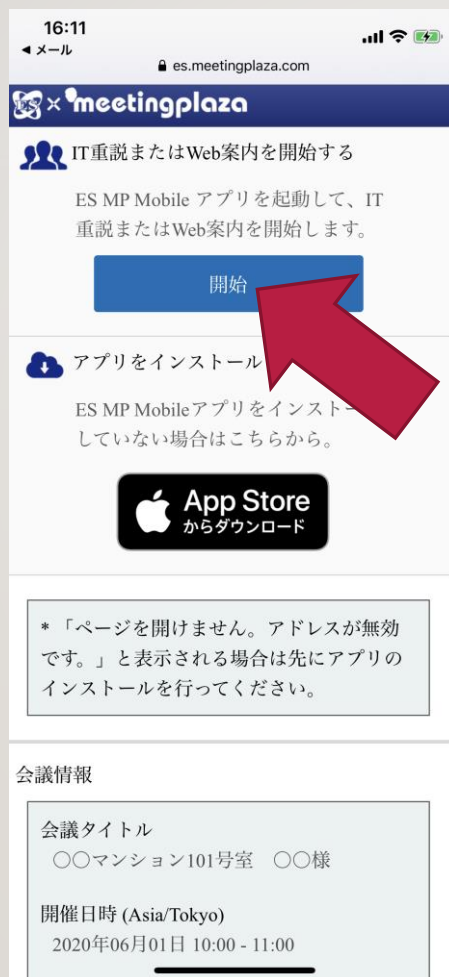 16:11
◀ メール
es.meetingplaza.com
ES × meetingplaza
IT重説またはWeb案内を開始する
ES MP Mobile アプリを起動して、IT
重説またはWeb案内を開始します。
開始
アプリをインストール
ES MP Mobileアプリをインスト
していない場合はこちらから。
App Store
からダウンロード
* 「ページを開けません。アドレスが無効
です。」と表示される場合は先にアプリの
インストールを行ってください。
会議情報
会議タイトル
○○マンション101号室 ○○様
開催日時 (Asia/Tokyo)
2020年06月01日 10:00 - 11:00